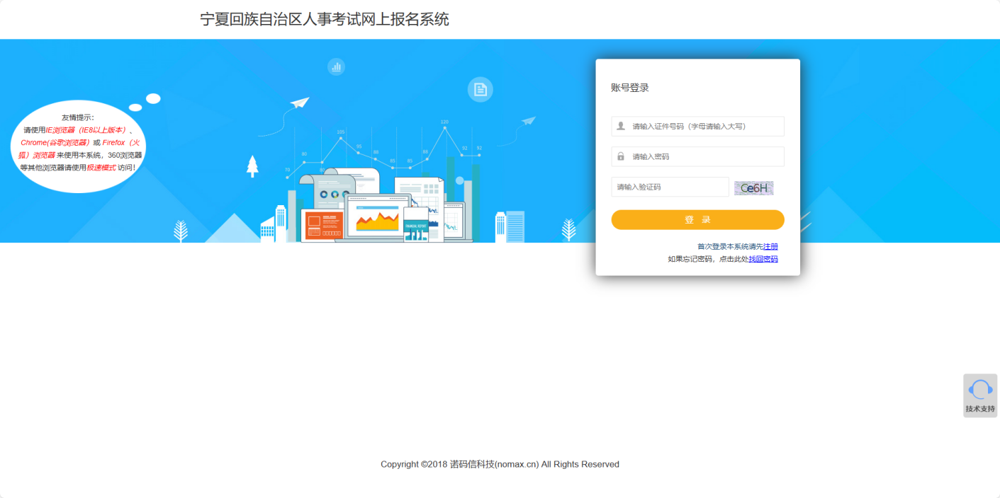 宁夏回族自治区人事考试网上报名系统
友情提示：
请使用IE浏览器（IE8以上版本）、
Chrome(谷歌浏览器）或 Firefox（火
狐）浏览器 来使用本系统，360浏览器
等其他浏览器请使用极速模式 访问！
70
80
80
105
95
88
85
85
89
120
92
92
FINANCIAL REPORT
账号登录
请输入证件号码（字母请输入大写）
请输入密码
请输入验证码
Ce6H
登 录
首次登录本系统请先注册
如果忘记密码，点击此处找回密码
技术支持
Copyright ©2018 诺码信科技(nomax.cn) All Rights Reserved